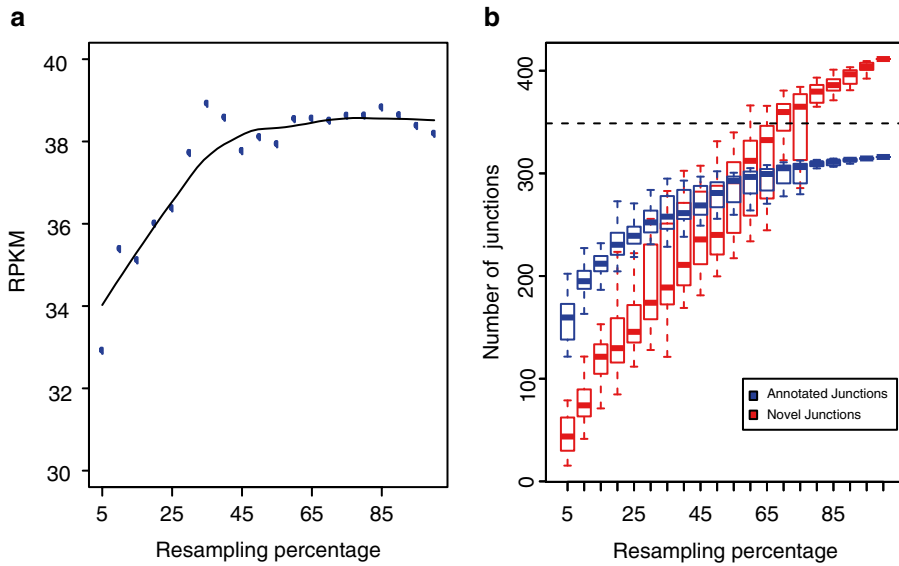 a
RPKM
40
38
36
34
32
30
5 25 45 65 85
Resampling percentage
b
Number of junctions
400
300
200
100
0
Annotated Junctions
Novel Junctions
5 25 45 65 85
Resampling percentage